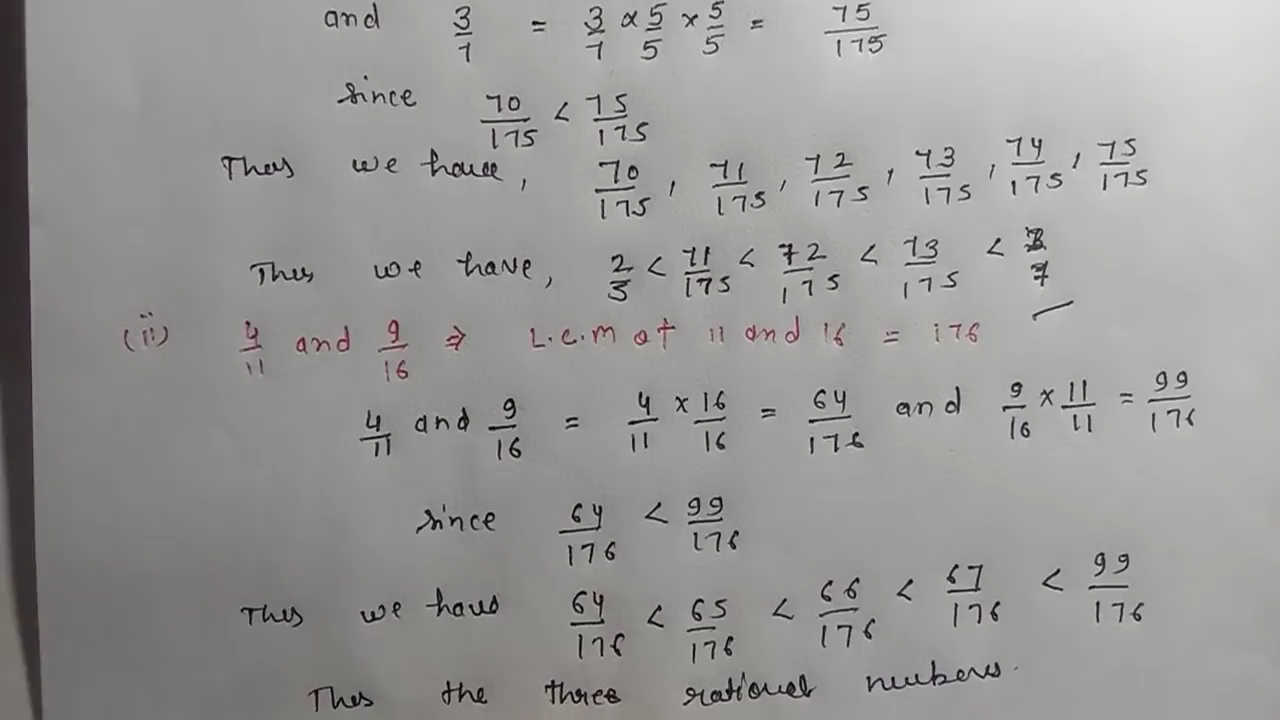 and 3/7 = 3/7 × 5/5 × 5/5 = 75/175
since 70/175 < 75/175
Thus we have, 70/175, 71/175, 72/175, 73/175, 74/175, 75/175
Thus we have, 2/5 < 71/175 < 72/175 < 73/175 < 3/7
(ii) 4/11 and 9/16 ⇒ L.C.M of 11 and 16 = 176
4/11 and 9/16 = 4/11 × 16/16 = 64/176 and 9/16 × 11/11 = 99/176
since 64/176 < 99/176
Thus we have 64/176 < 65/176 < 66/176 < 67/176 < 99/176
Thus the three rational numbers.